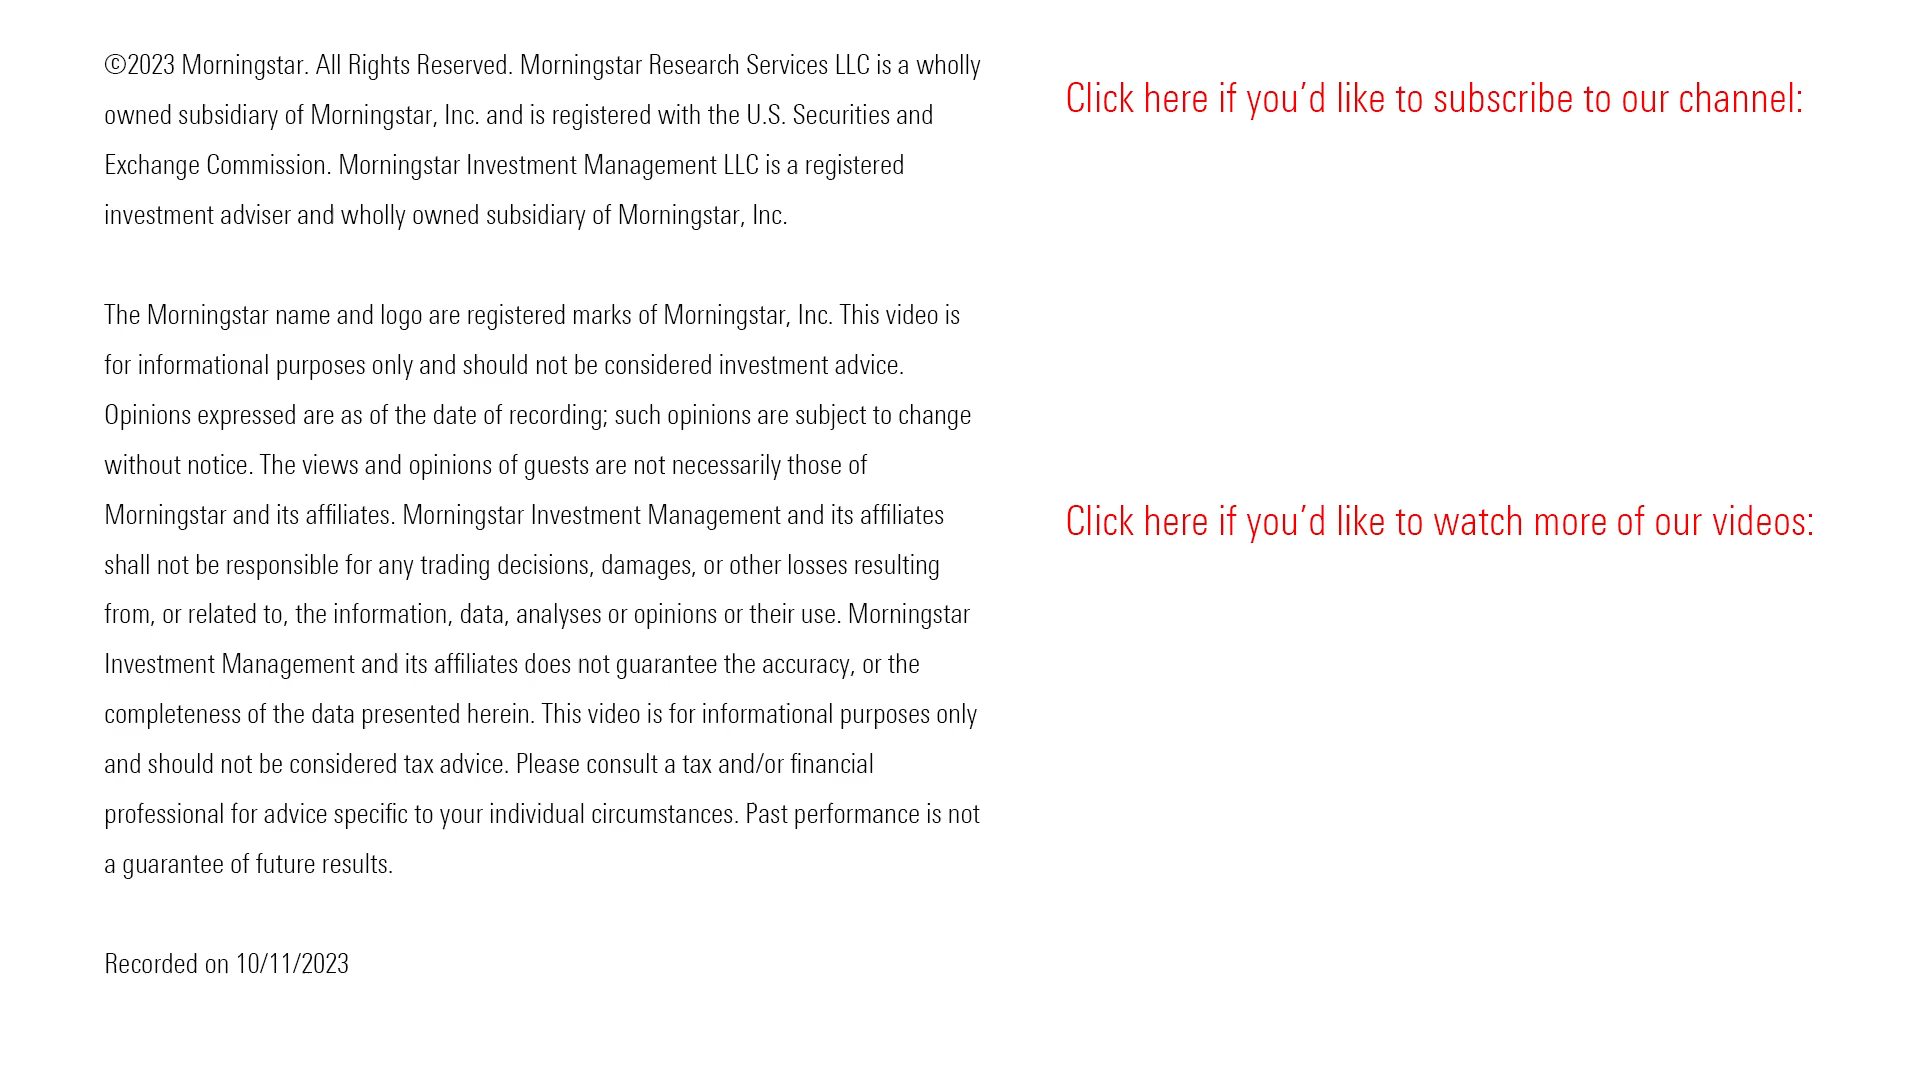 ©2023 Morningstar. All Rights Reserved. Morningstar Research Services LLC is a wholly
owned subsidiary of Morningstar, Inc. and is registered with the U.S. Securities and
Exchange Commission. Morningstar Investment Management LLC is a registered
investment adviser and wholly owned subsidiary of Morningstar, Inc.
The Morningstar name and logo are registered marks of Morningstar, Inc. This video is
for informational purposes only and should not be considered investment advice.
Opinions expressed are as of the date of recording; such opinions are subject to change
without notice. The views and opinions of guests are not necessarily those of
Morningstar and its affiliates. Morningstar Investment Management and its affiliates
shall not be responsible for any trading decisions, damages, or other losses resulting
from, or related to, the information, data, analyses or opinions or their use. Morningstar
Investment Management and its affiliates does not guarantee the accuracy, or the
completeness of the data presented herein. This video is for informational purposes only
and should not be considered tax advice. Please consult a tax and/or financial
professional for advice specific to your individual circumstances. Past performance is not
a guarantee of future results.
Recorded on 10/11/2023
Click here if you’d like to subscribe to our channel:
Click here if you’d like to watch more of our videos: